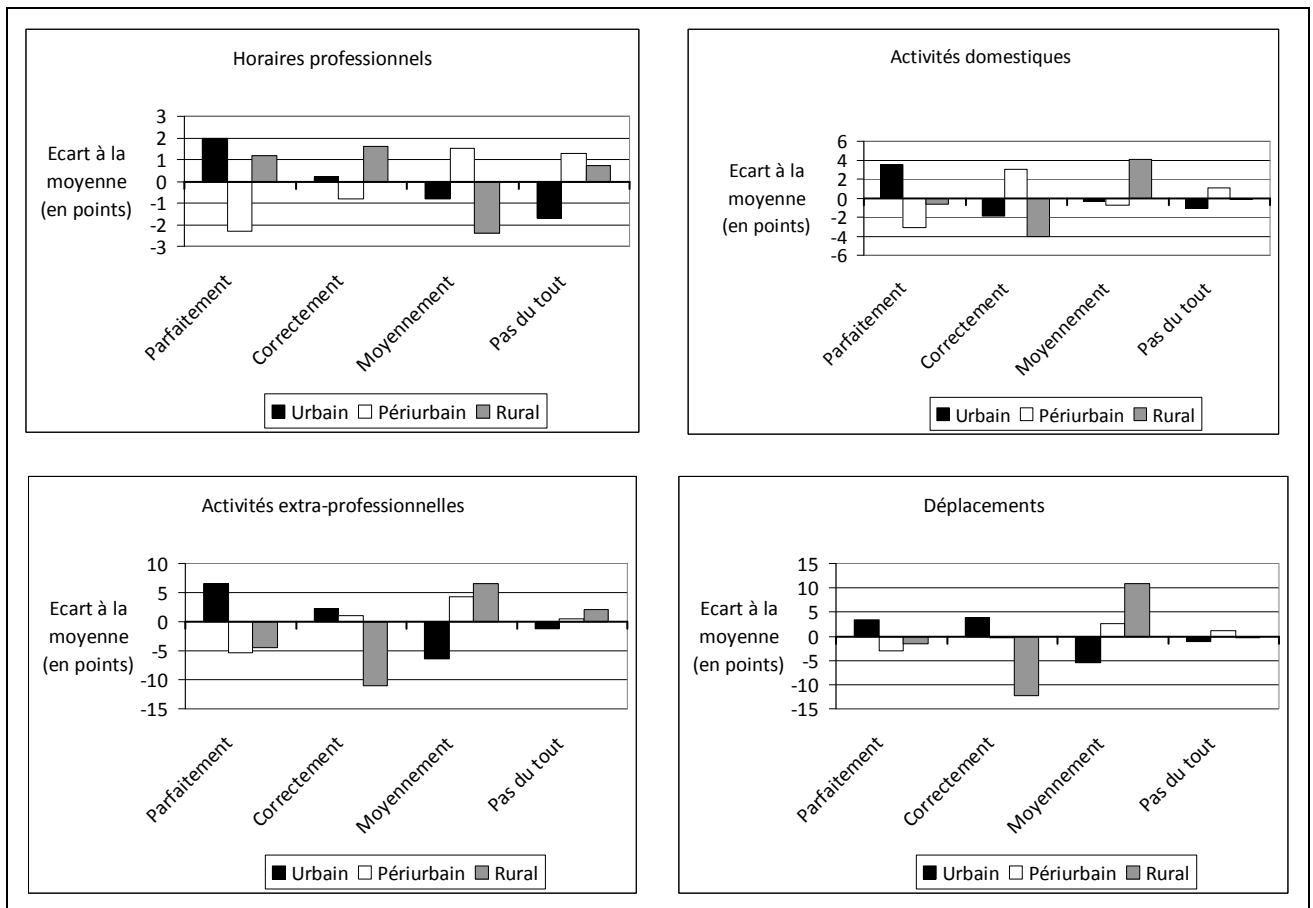 Horaires professionnels
3
2
1
0
-1
-2
-3
Ecart à la
moyenne
(en points)
Parfaitement
Correctement
Moyennement
Pas du tout
Urbain Périurbain Rural
Activités domestiques
6
4
2
0
-2
-4
-6
Ecart à la
moyenne
(en points)
Parfaitement
Correctement
Moyennement
Pas du tout
Urbain Périurbain Rural
Activités extra-professionnelles
10
5
0
-5
-10
-15
Ecart à la
moyenne
(en points)
Parfaitement
Correctement
Moyennement
Pas du tout
Urbain Périurbain Rural
Déplacements
15
10
5
0
-5
-10
-15
Ecart à la
moyenne
(en points)
Parfaitement
Correctement
Moyennement
Pas du tout
Urbain Périurbain Rural